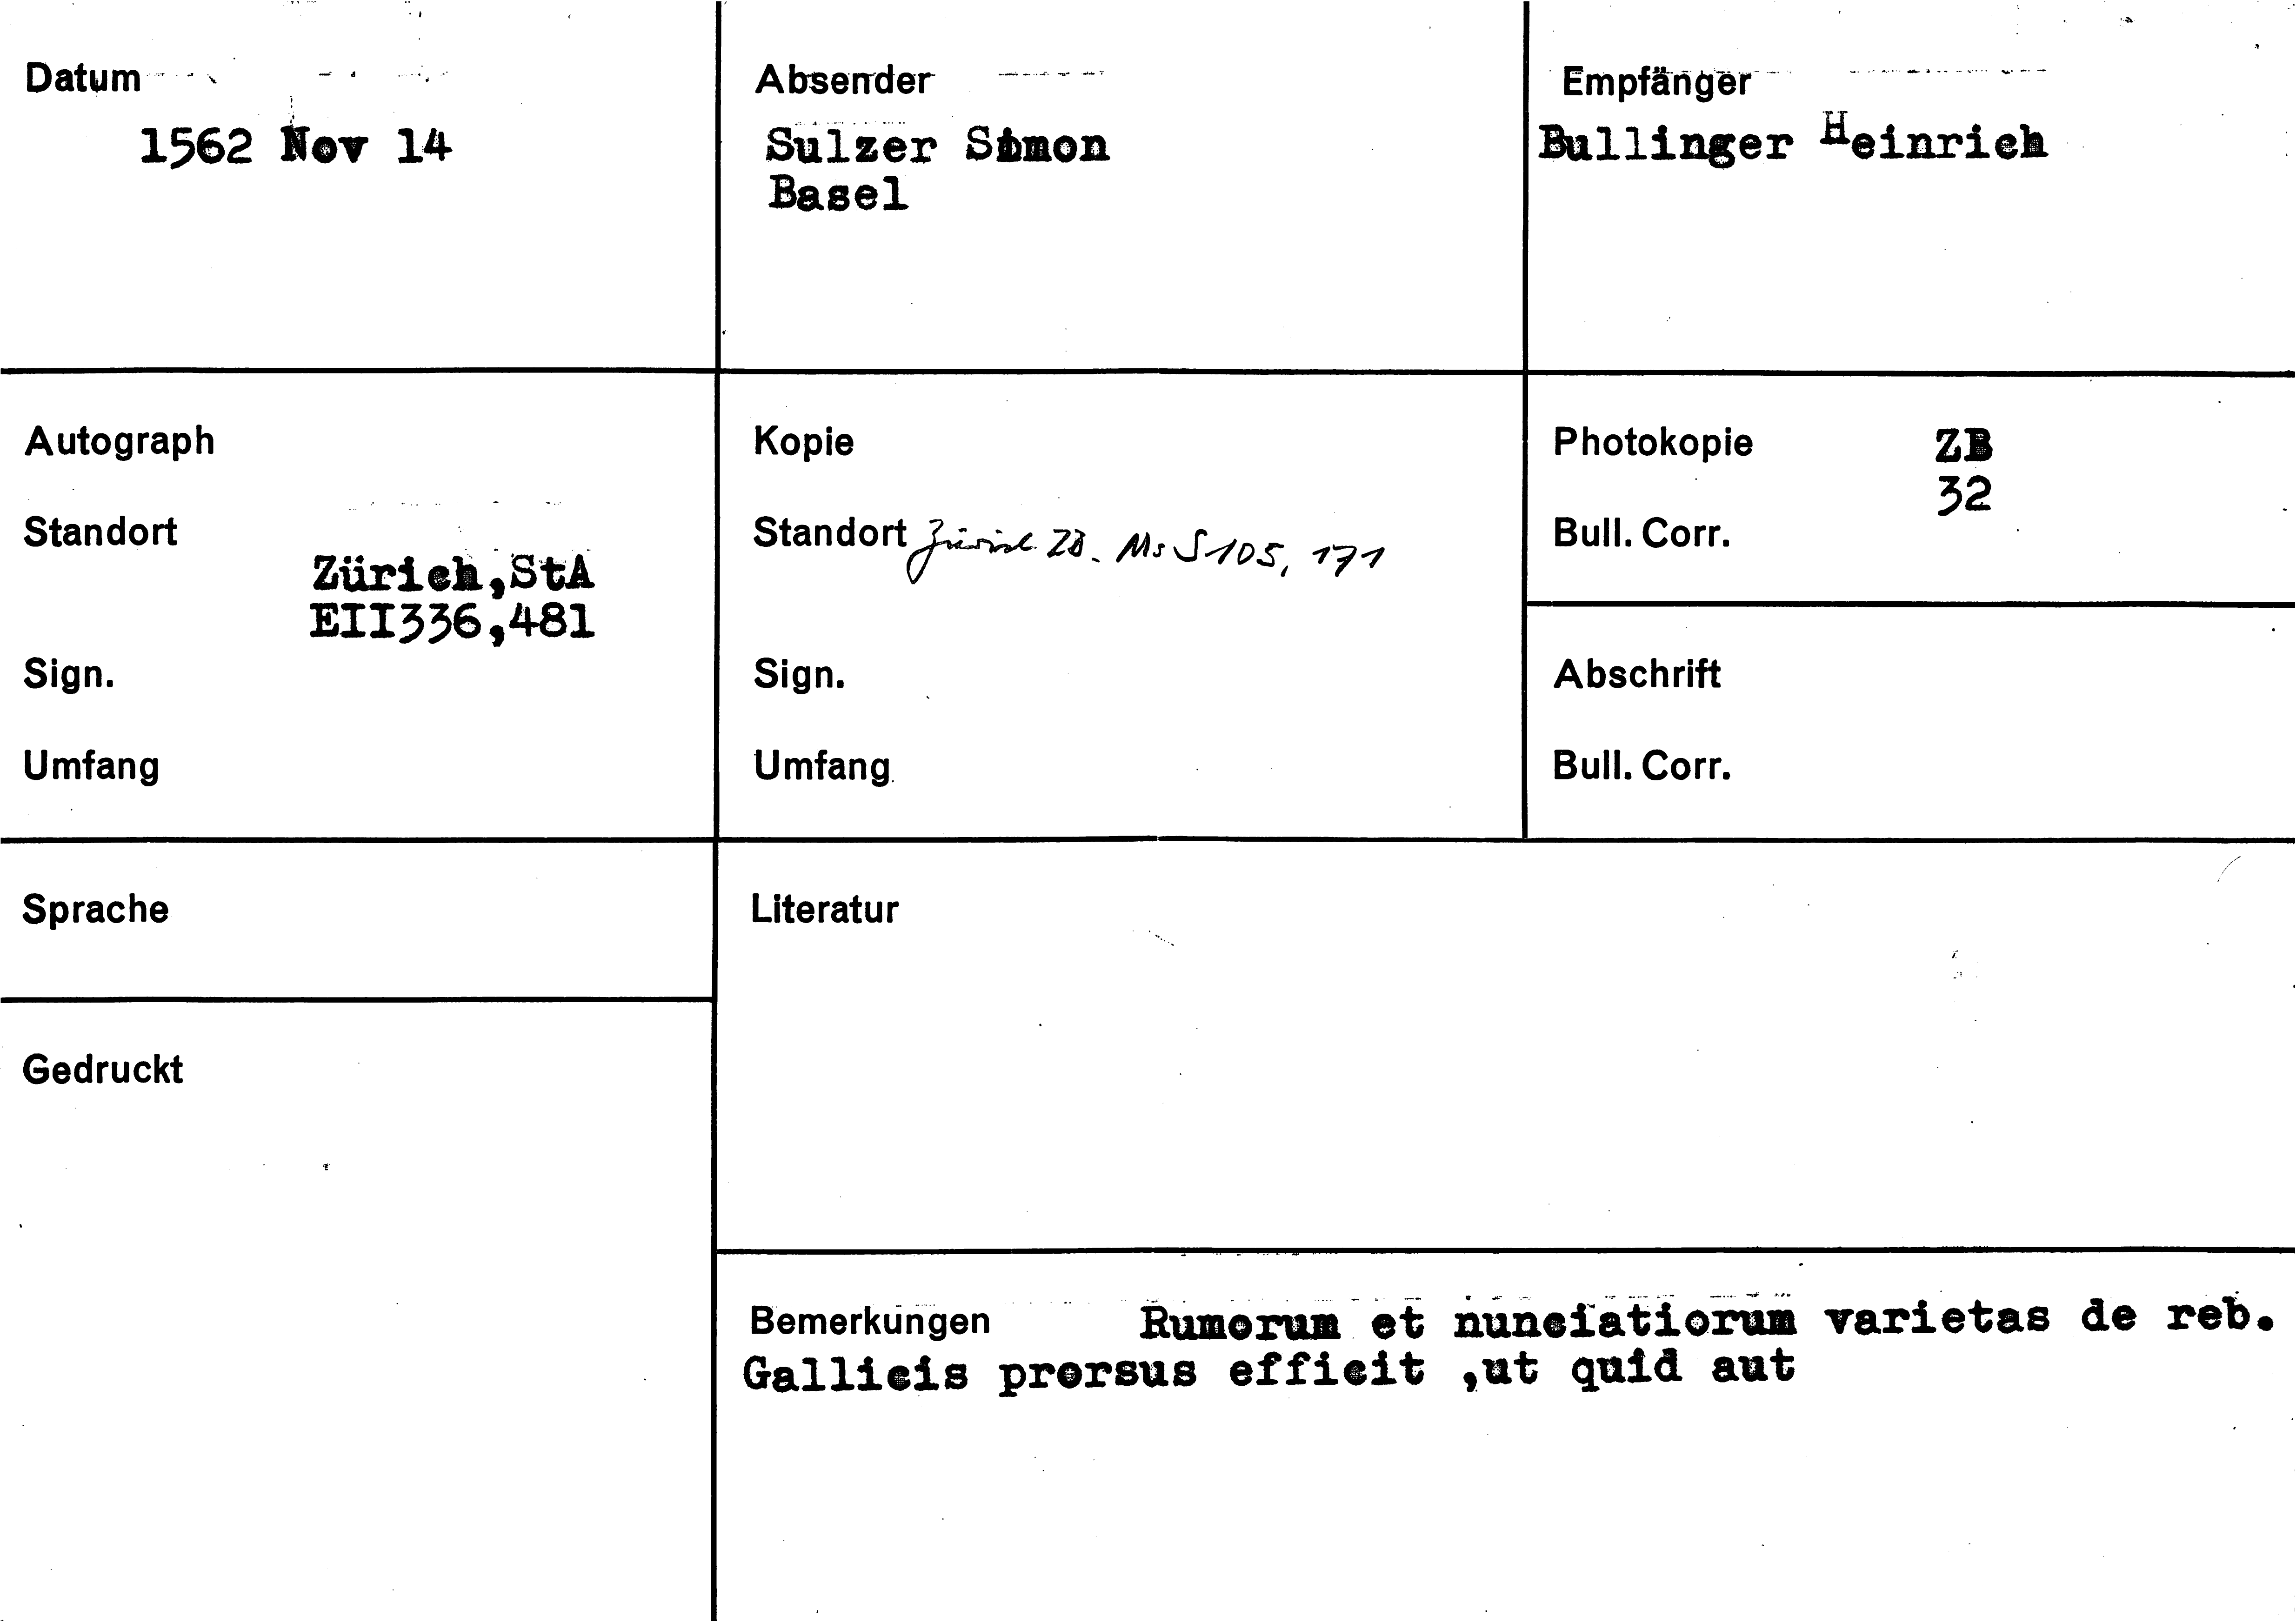 Datum
1562 Nov 14
Absender
Sulzer Simon
Basel
Empfänger
Bullinger Heinrich
Autograph
Standort
Zürich,StA
EII336,481
Sign.
Umfang
Kopie
Standort Zürich ZB. Ms S 105, 171
Sign.
Umfang
Photokopie ZB
32
Bull. Corr.
Abschrift
Bull. Corr.
Sprache
Gedruckt
Literatur
Bemerkungen Rumorum et nunciatiorum varietas de reb.
Gallicis prorsus efficit ,ut quid aut